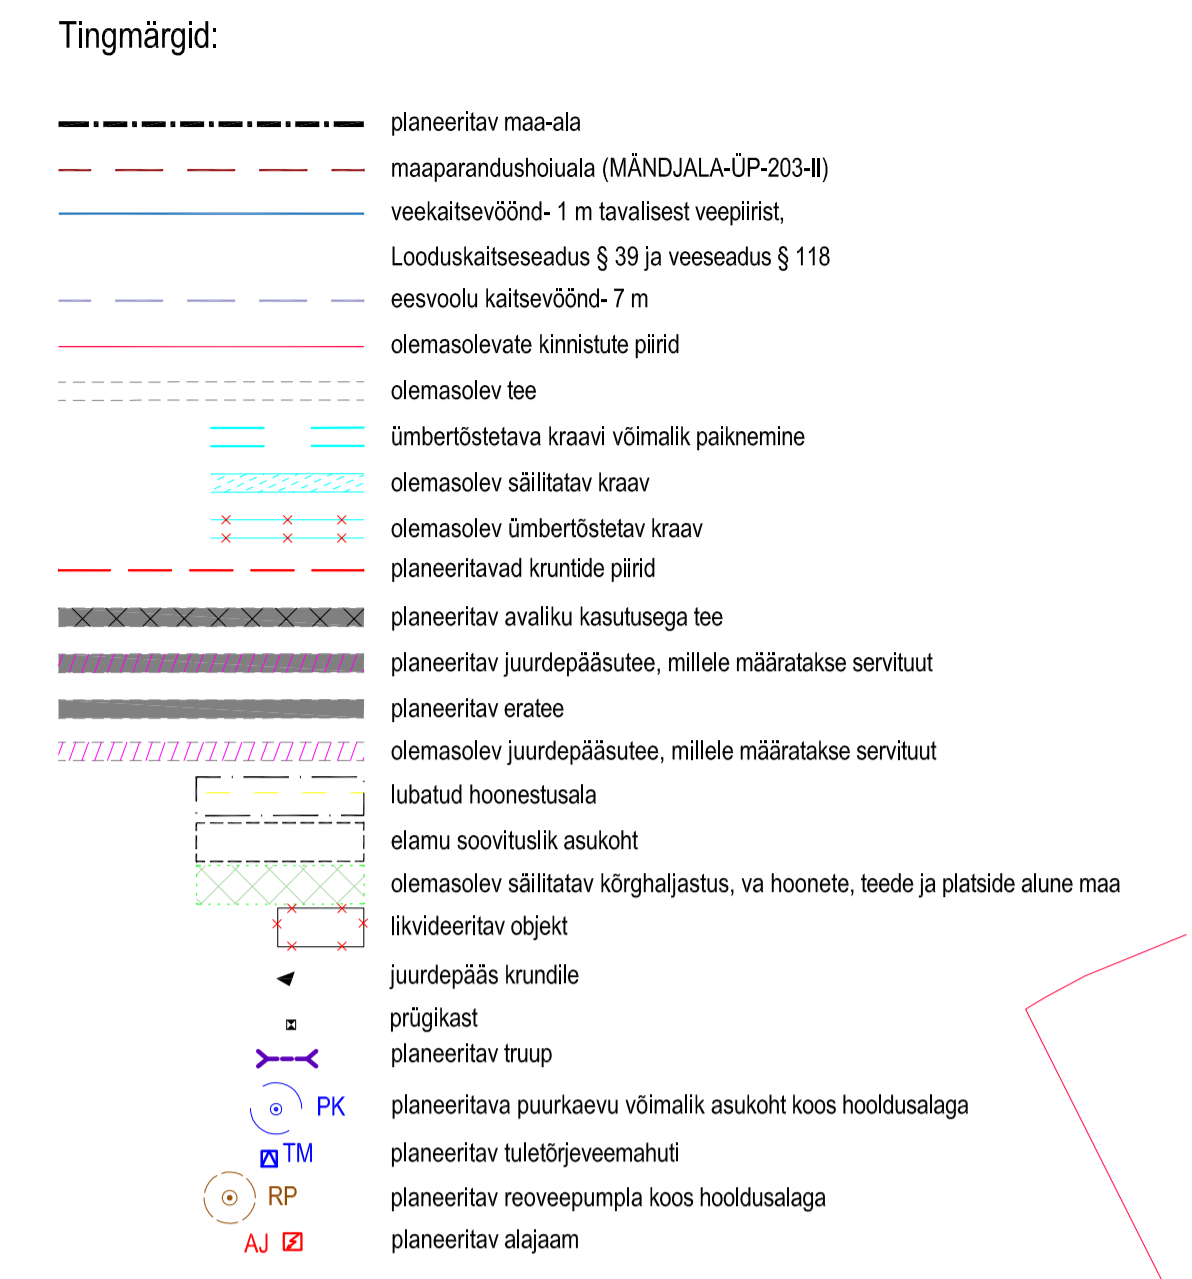 Tingmärgid:
planeeritav maa-ala
maaparandushoiuala (MÄNDJALA-ÜP-203-II)
veekaitsevöönd- 1 m tavalisest veepiirist,
Looduskaitseseadus § 39 ja veeseadus § 118
eesvoolu kaitsevöönd- 7 m
olemasolevate kinnistute piirid
olemasolev tee
ümbertõstetava kraavi võimalik paiknemine
olemasolev säilitatav kraav
olemasolev ümbertõstetav kraav
planeeritavad kruntide piirid
planeeritav avaliku kasutusega tee
planeeritav juurdepääsutee, millele määratakse servituut
planeeritav eratee
olemasolev juurdepääsutee, millele määratakse servituut
lubatud hoonestusala
elamu soovituslik asukoht
olemasolev säilitatav kõrghaljastus, va hoonete, teede ja platside alune maa
likvideeritav objekt
juurdepääs krundile
prügikast
planeeritav truup
PK planeeritava puurkaevu võimalik asukoht koos hooldusalaga
TM planeeritav tuletõrjeveemahuti
RP planeeritav reoveepumpla koos hooldusalaga
AJ planeeritav alajaam